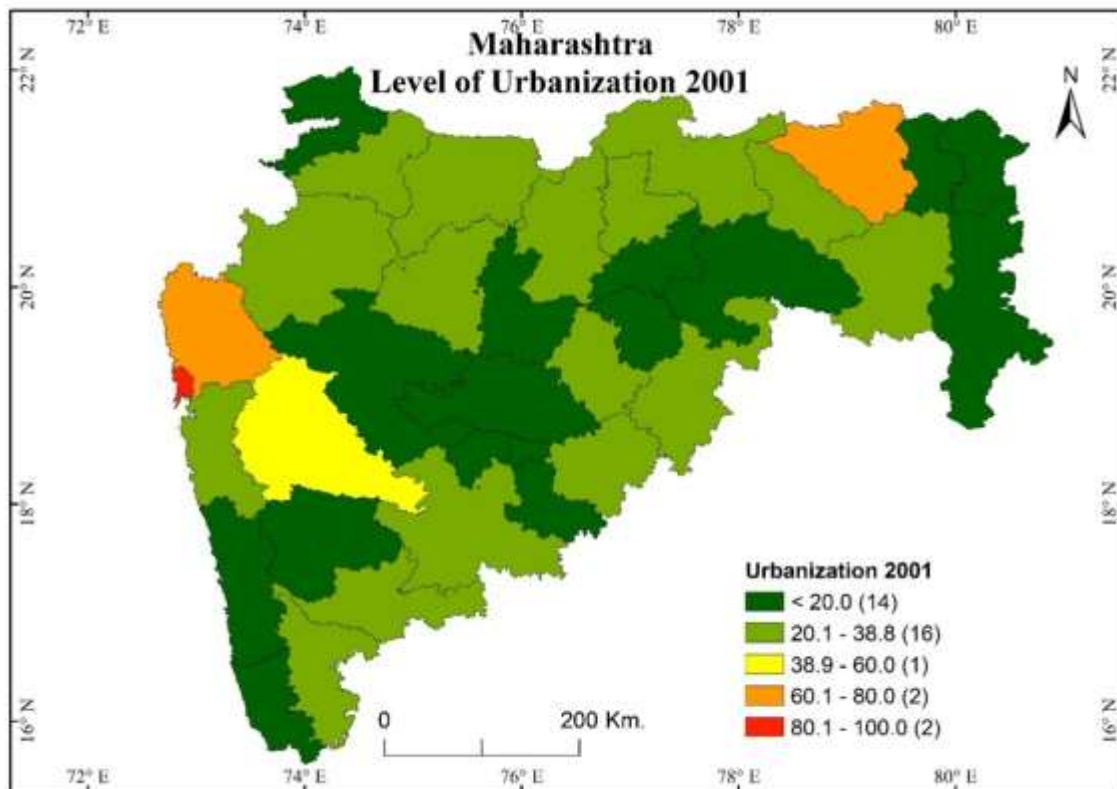 72° E 74° E 76° E 78° E 80° E
Maharashtra
Level of Urbanization 2001
N
22° N 22° N
20° N 20° N
18° N 18° N
16° N 16° N
Urbanization 2001
< 20.0 (14)
20.1 - 38.8 (16)
38.9 - 60.0 (1)
60.1 - 80.0 (2)
80.1 - 100.0 (2)
0 200 Km.
72° E 74° E 76° E 78° E 80° E